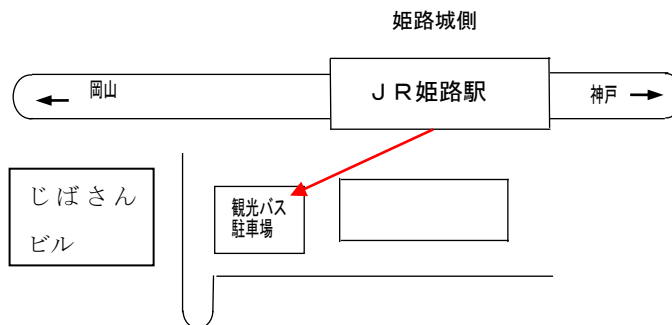 姫路城側
岡山
ＪＲ姫路駅
神戸
じばさん
ビル
観光バス
駐車場